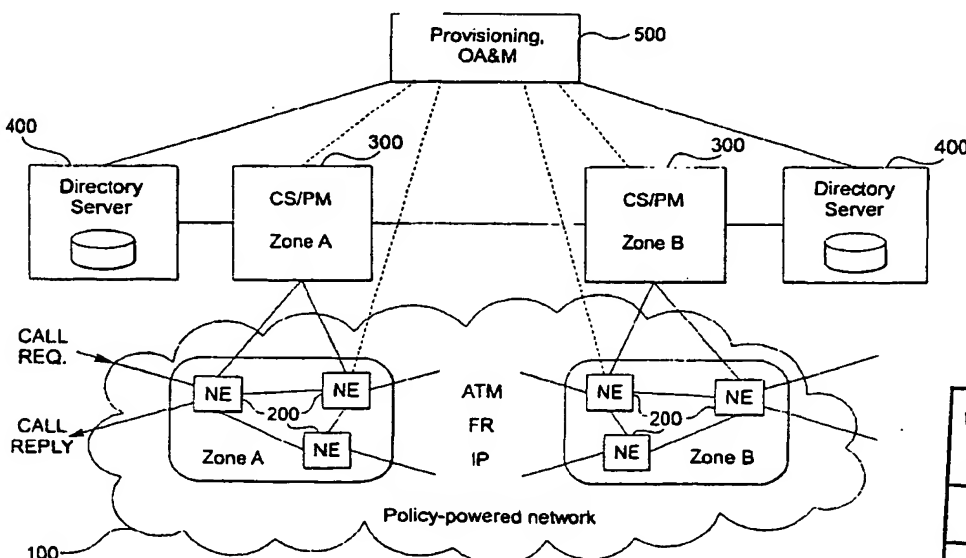 Provisioning,
OA&M
500
400
300
300
400
Directory
Server
CS/PM
Zone A
CS/PM
Zone B
Directory
Server
CALL
REQ.
CALL
REPLY
NE
NE
200
NE
Zone A
ATM
FR
IP
NE
NE
200
NE
Zone B
Policy-powered network
100